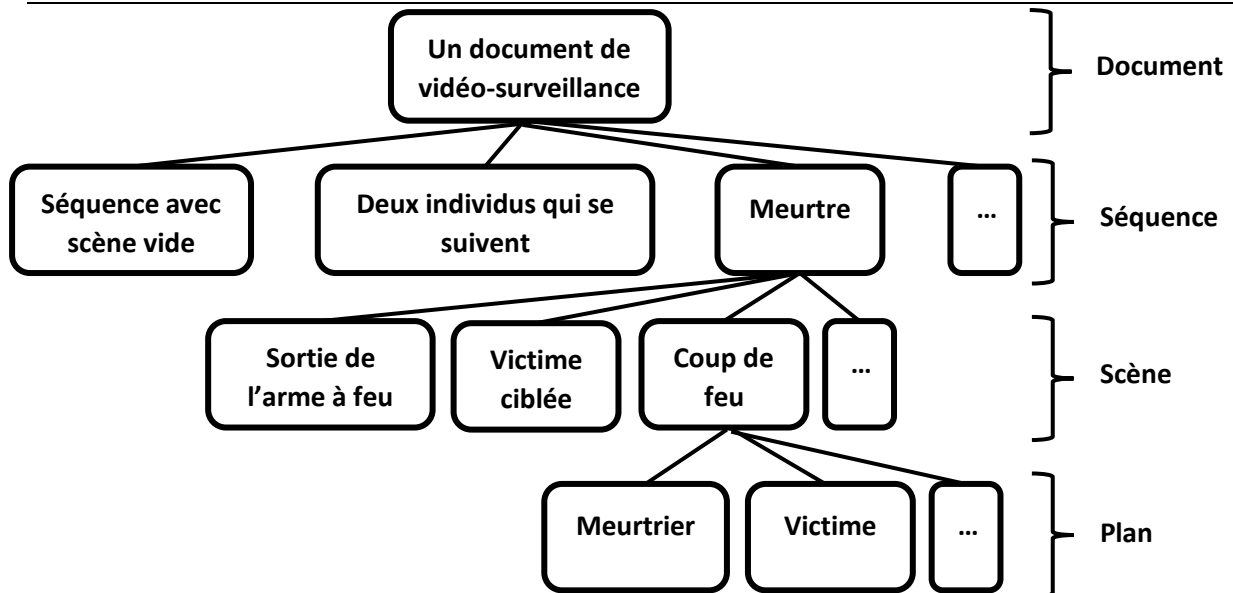 Un document de
vidéo-surveillance
Document
Séquence avec
scène vide
Deux individus qui se
suivent
Meurtre
...
Séquence
Sortie de
l’arme à feu
Victime
ciblée
Coup de
feu
...
Scène
Meurtrier
Victime
...
Plan